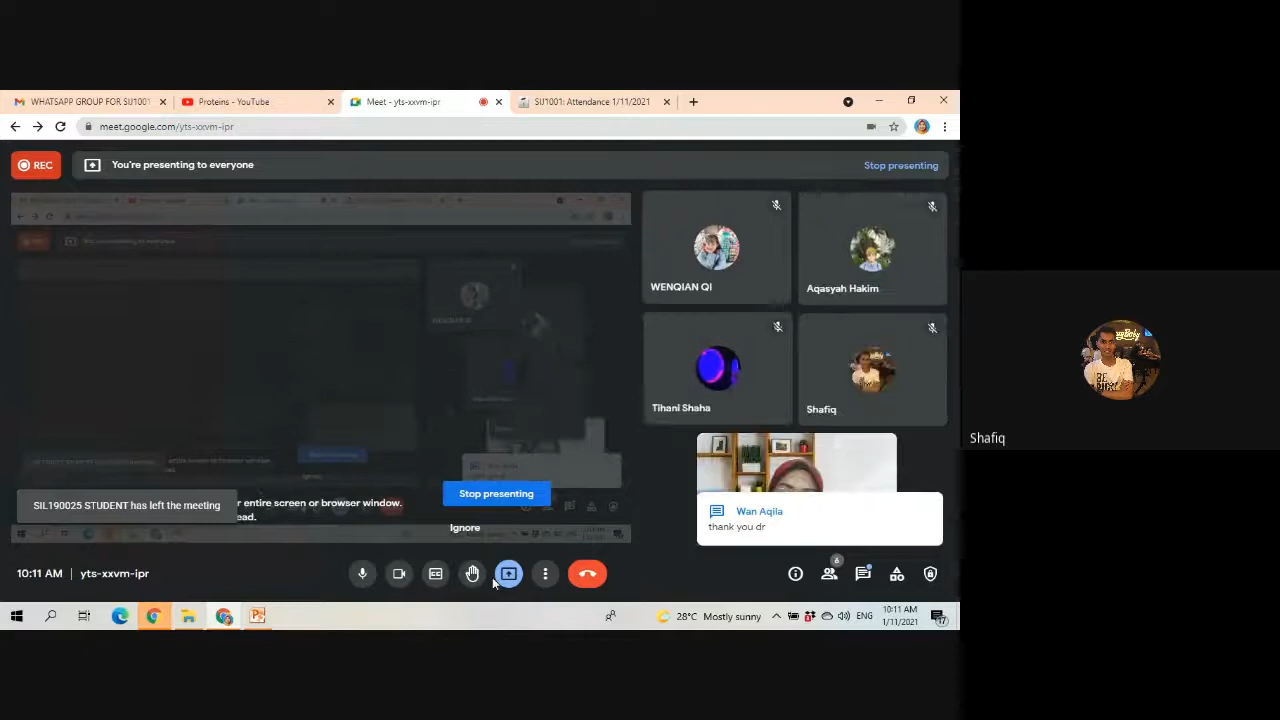 WHATSAPP GROUP FOR SIJ1001
Proteins - YouTube
Meet - yts-xxvm-ipr
SIJ1001: Attendance 1/11/2021
meet.google.com/yts-xxvm-ipr
REC
You're presenting to everyone
Stop presenting
WENQIAN QI
Aqasyah Hakim
Tihani Shaha
Shafiq
Shafiq
SIL190025 STUDENT has left the meeting
r entire screen or browser window.
ead.
Stop presenting
Ignore
Wan Aqila
thank you dr
10:11 AM | yts-xxvm-ipr
6
28°C Mostly sunny
ENG
10:11 AM
1/11/2021
17